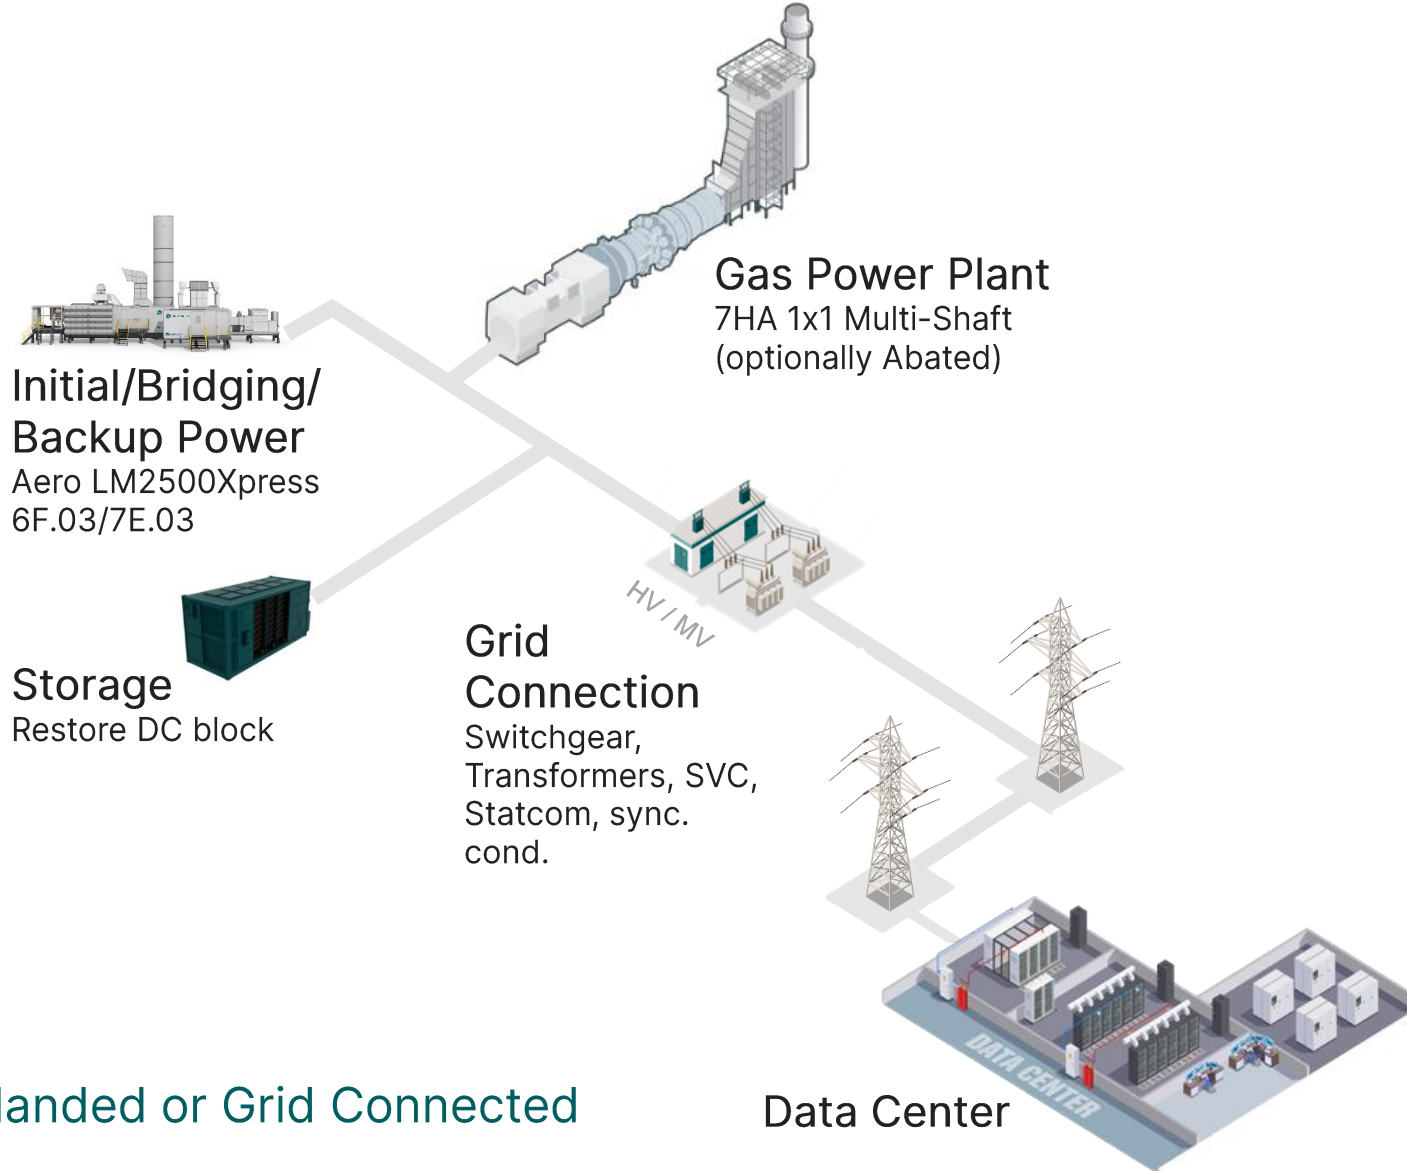 Gas Power Plant
7HA 1x1 Multi-Shaft
(optionally Abated)
Initial/Bridging/
Backup Power
Aero LM2500Xpress
6F.03/7E.03
HV / MV
Storage
Restore DC block
Grid
Connection
Switchgear,
Transformers, SVC,
Statcom, sync.
cond.
DATA CENTER
landed or Grid Connected
Data Center